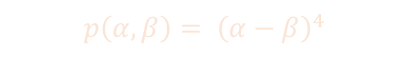 p(α, β) = (α − β)⁴